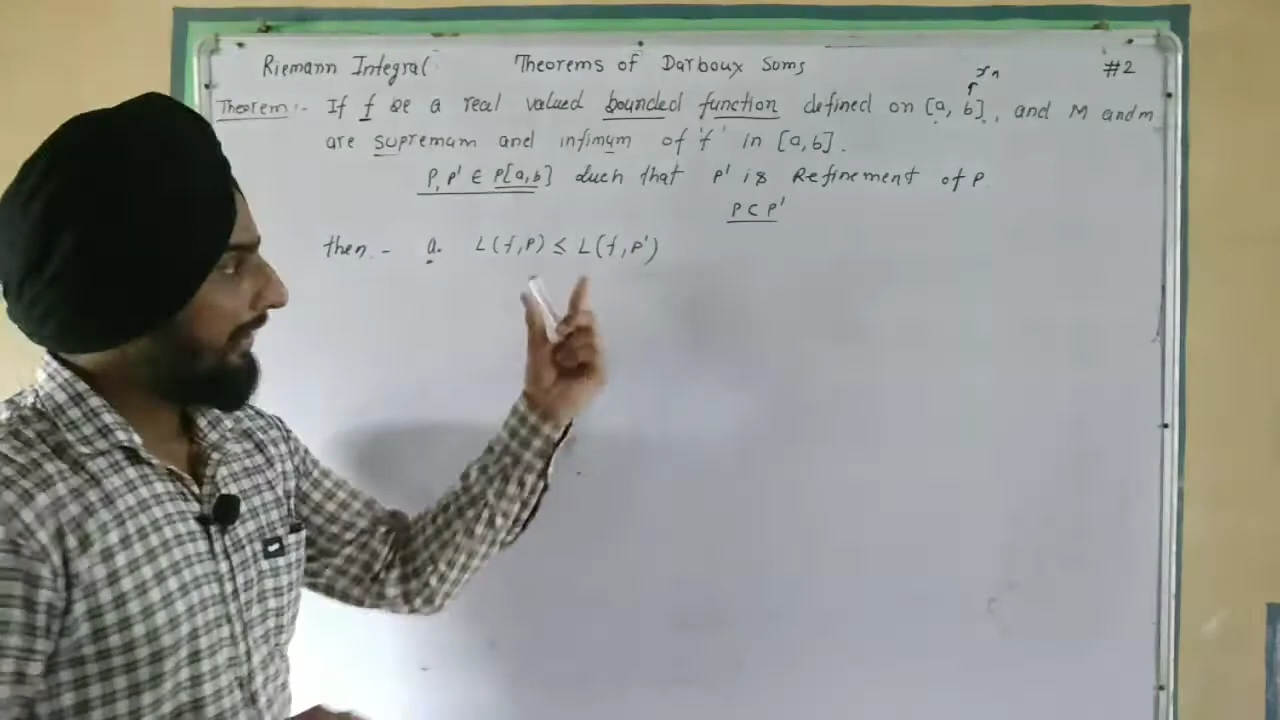 Riemann Integral Theorems of Darboux Sums #2
xn
Theorem:- If f be a real valued bounded function defined on [a, b], and M and m
are supremum and infimum of 'f' in [a,b].
P, P' ∈ P[a,b] such that P' is Refinement of P
P ⊂ P'
then.- a. L(f,P) ≤ L(f,P')